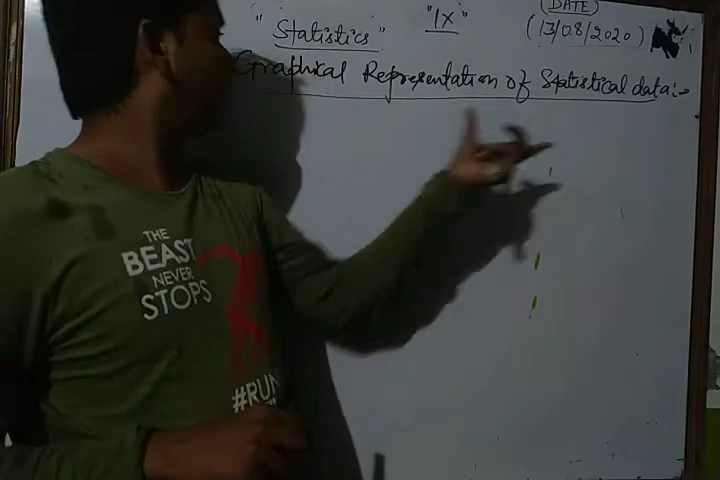 DATE
"Statistics" "IX" (13/08/2020)
Graphical Representation of Statistical data:-
THE
BEAST
NEVER
STOPS
#RUN